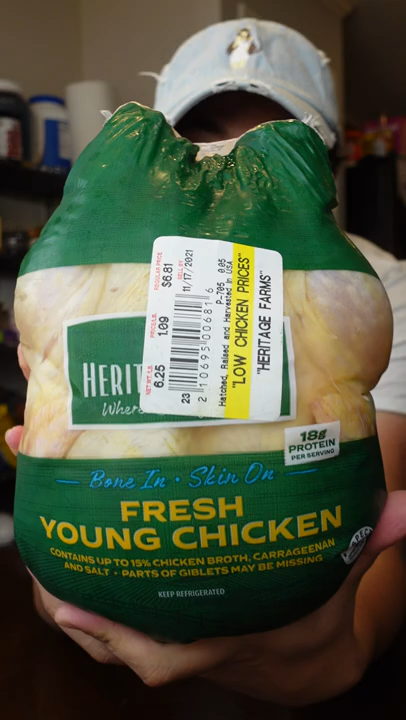 REGULAR PRICE
$6.81
SELL BY
11/17/2021
PRICE/LB.
1.09
NET WT. LB.
6.25
23
2 10695 00681 6
P-705 0.05
Hatched, Raised and Harvested in USA
"LOW CHICKEN PRICES"
"HERITAGE FARMS"
HERIT
Where
18g
PROTEIN
PER SERVING
Bone In • Skin On
FRESH
YOUNG CHICKEN
CONTAINS UP TO 15% CHICKEN BROTH, CARRAGEENAN
AND SALT • PARTS OF GIBLETS MAY BE MISSING
KEEP REFRIGERATED